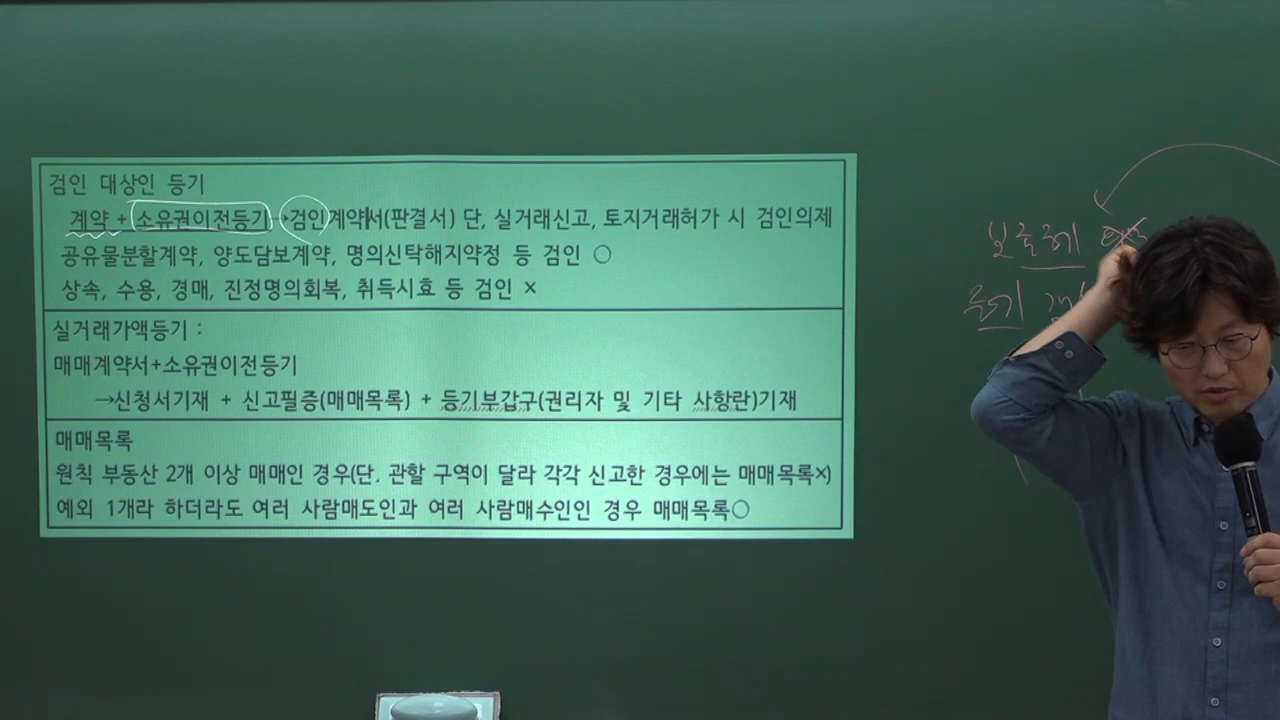 검인 대상인 등기
계약 + 소유권이전등기→검인계약서(판결서) 단, 실거래신고, 토지거래허가 시 검인의제
공유물분할계약, 양도담보계약, 명의신탁해지약정 등 검인 ○
상속, 수용, 경매, 진정명의회복, 취득시효 등 검인 ×
실거래가액등기 :
매매계약서+소유권이전등기
→신청서기재 + 신고필증(매매목록) + 등기부갑구(권리자 및 기타 사항란)기재
매매목록
원칙 부동산 2개 이상 매매인 경우(단. 관할 구역이 달라 각각 신고한 경우에는 매매목록×)
예외 1개라 하더라도 여러 사람매도인과 여러 사람매수인인 경우 매매목록○
등기